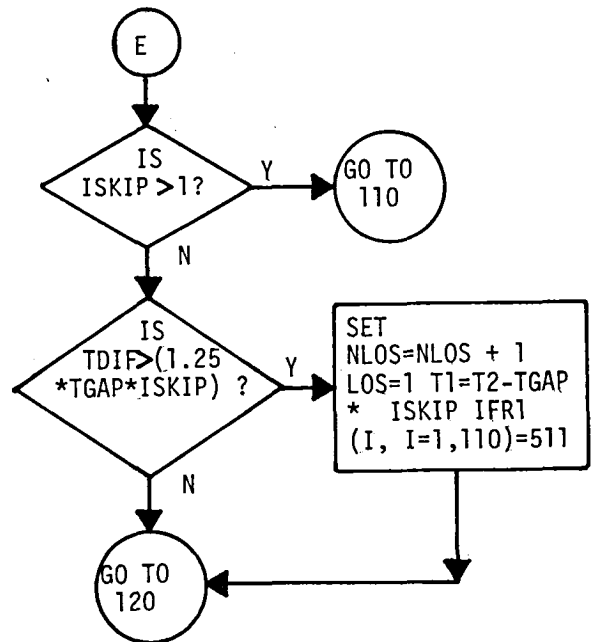 E
IS
ISKIP >1?
Y
GO TO
110
N
IS
TDIF>(1.25
*TGAP*ISKIP) ?
Y
SET
NLOS=NLOS + 1
LOS=1 T1=T2-TGAP
* ISKIP IFR1
(I, I=1,110)=511
N
GO TO
120